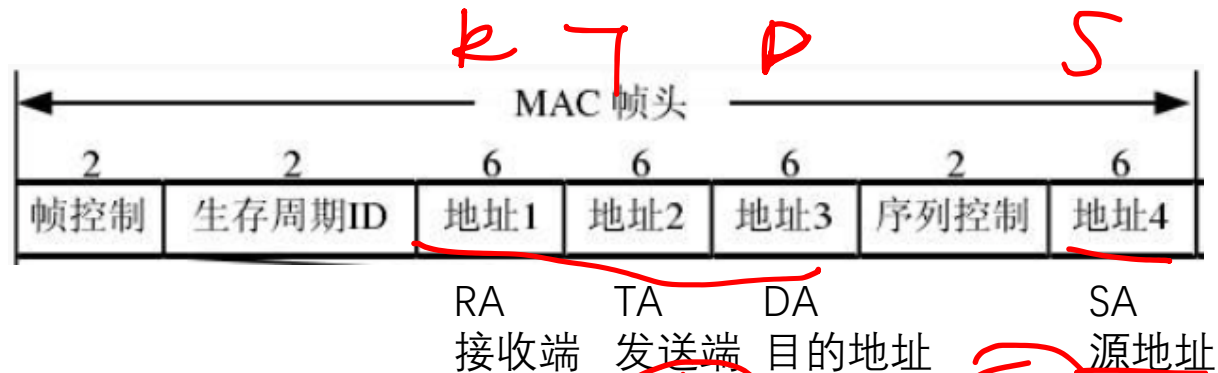 R T D S
MAC 帧头
2 2 6 6 6 2 6
帧控制 生存周期ID 地址1 地址2 地址3 序列控制 地址4
RA TA DA SA
接收端 发送端 目的地址 源地址